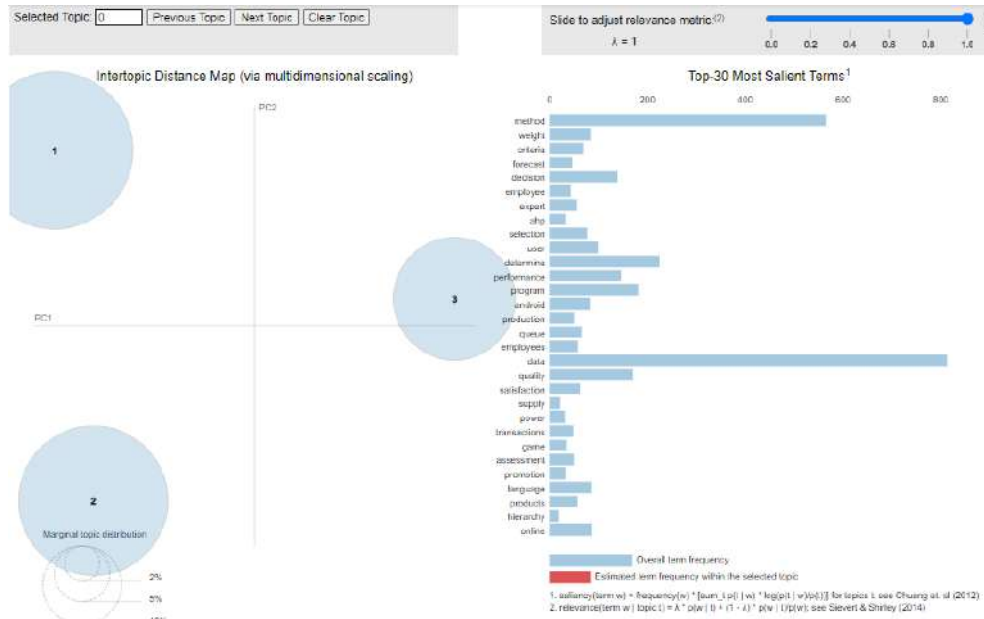 Selected Topic: 0 Previous Topic Next Topic Clear Topic
Slide to adjust relevance metric:(2)
λ = 1
0.0 0.2 0.4 0.6 0.8 1.0
Intertopic Distance Map (via multidimensional scaling)
PC2
PC1
1
3
2
Marginal topic distribution
2%
5%
Top-30 Most Salient Terms1
0 200 400 600 800
method
weight
criteria
forecast
decision
employee
expert
ahp
selection
user
determine
performance
program
android
production
queue
employees
data
quality
satisfaction
supply
power
transactions
game
assessment
promotion
language
products
hierarchy
online
Overall term frequency
Estimated term frequency within the selected topic
1. saliency(term w) = frequency(w) * [sum_t p(t | w) * log(p(t | w)/p(t))] for topics t; see Chuang et. al (2012)
2. relevance(term w | topic t) = λ * p(w | t) + (1 - λ) * p(w | t)/p(w); see Sievert & Shirley (2014)